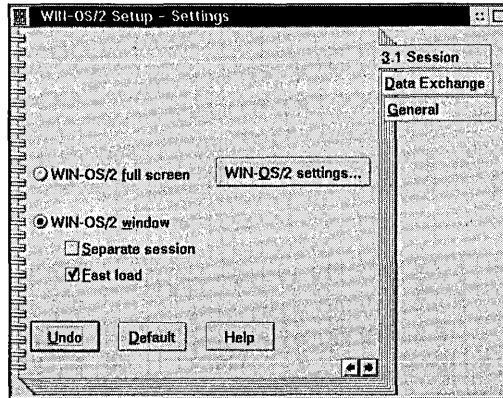 WIN-OS/2 Setup - Settings
3.1 Session
Data Exchange
General
WIN-OS/2 full screen
WIN-OS/2 settings...
WIN-OS/2 window
Separate session
Fast load
Undo
Default
Help